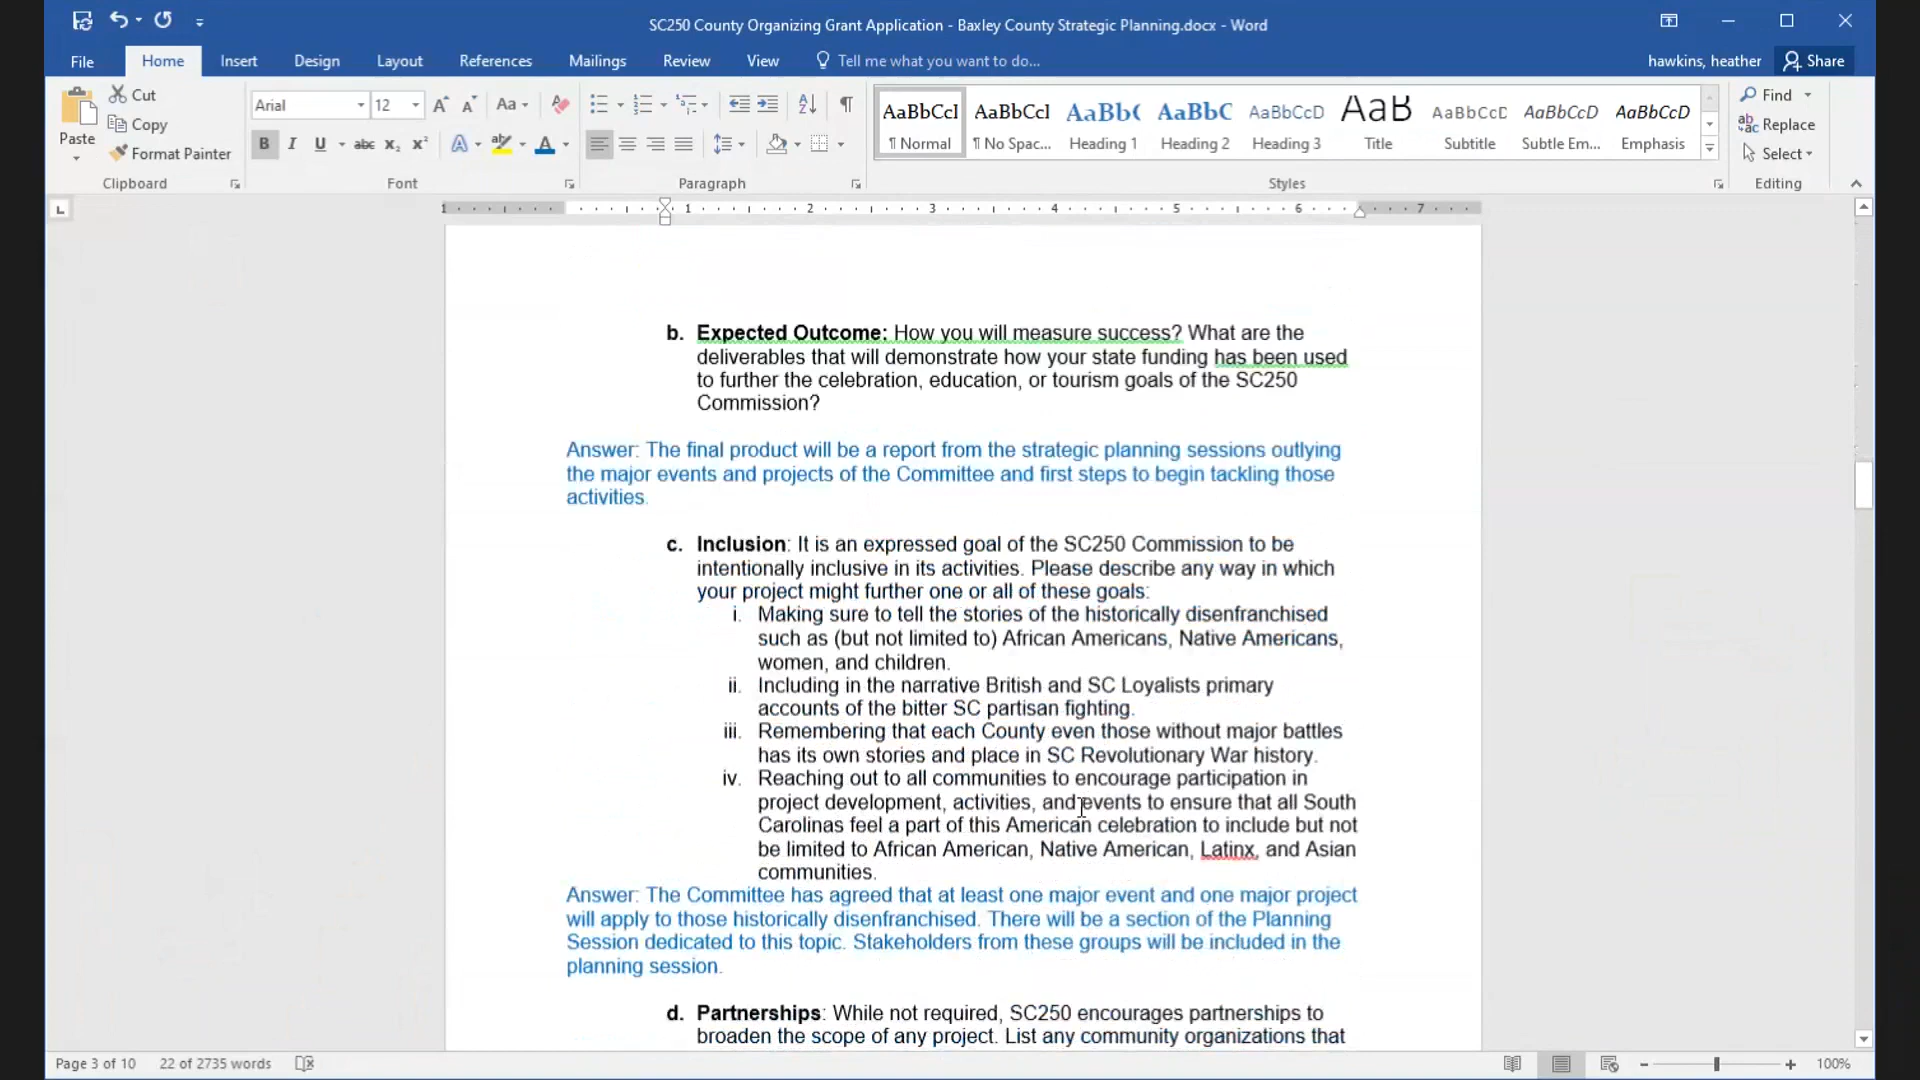 SC250 County Organizing Grant Application - Baxley County Strategic Planning.docx - Word
File Home Insert Design Layout References Mailings Review View Tell me what you want to do... hawkins, heather Share
Paste
Cut
Copy
Format Painter
Clipboard
Arial 12
Aa
Font
Paragraph
AaBbCcI AaBbCcI AaBbC( AaBbC AaBbCcD AaB AaBbCcD AaBbCcD AaBbCcD
¶ Normal ¶ No Spac... Heading 1 Heading 2 Heading 3 Title Subtitle Subtle Em... Emphasis
Styles
Find
Replace
Select
Editing
1 1 2 3 4 5 6 7
b. Expected Outcome: How you will measure success? What are the
deliverables that will demonstrate how your state funding has been used
to further the celebration, education, or tourism goals of the SC250
Commission?
Answer: The final product will be a report from the strategic planning sessions outlying
the major events and projects of the Committee and first steps to begin tackling those
activities.
c. Inclusion: It is an expressed goal of the SC250 Commission to be
intentionally inclusive in its activities. Please describe any way in which
your project might further one or all of these goals:
i. Making sure to tell the stories of the historically disenfranchised
such as (but not limited to) African Americans, Native Americans,
women, and children.
ii. Including in the narrative British and SC Loyalists primary
accounts of the bitter SC partisan fighting.
iii. Remembering that each County even those without major battles
has its own stories and place in SC Revolutionary War history.
iv. Reaching out to all communities to encourage participation in
project development, activities, and events to ensure that all South
Carolinas feel a part of this American celebration to include but not
be limited to African American, Native American, Latinx, and Asian
communities.
Answer: The Committee has agreed that at least one major event and one major project
will apply to those historically disenfranchised. There will be a section of the Planning
Session dedicated to this topic. Stakeholders from these groups will be included in the
planning session.
d. Partnerships: While not required, SC250 encourages partnerships to
broaden the scope of any project. List any community organizations that
Page 3 of 10 22 of 2735 words 100%